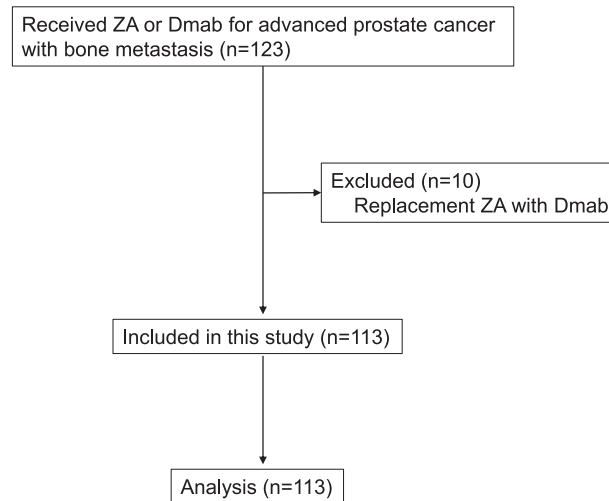 Received ZA or Dmab for advanced prostate cancer
with bone metastasis (n=123)
Excluded (n=10)
Replacement ZA with Dmab
Included in this study (n=113)
Analysis (n=113)